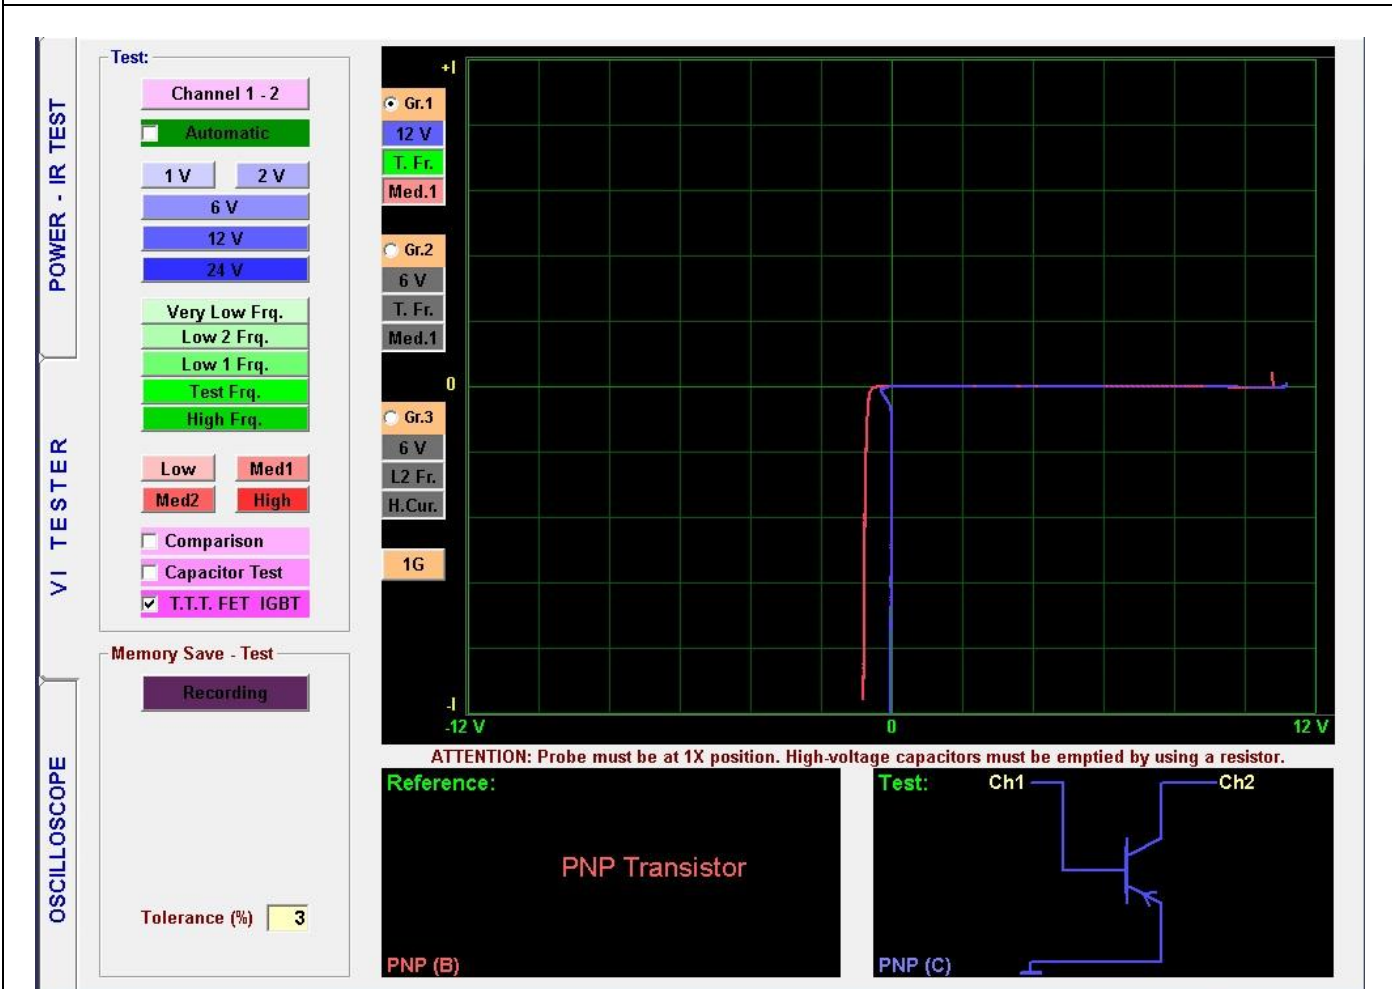 POWER - IR TEST
VI TESTER
OSCILLOSCOPE
Test:
Channel 1 - 2
Automatic
1 V
2 V
6 V
12 V
24 V
Very Low Frq.
Low 2 Frq.
Low 1 Frq.
Test Frq.
High Frq.
Low
Med1
Med2
High
Comparison
Capacitor Test
T.T.T. FET IGBT
Memory Save - Test
Recording
Tolerance (%)
3
Gr.1
12 V
T. Fr.
Med.1
Gr.2
6 V
T. Fr.
Med.1
Gr.3
6 V
L2 Fr.
H.Cur.
1G
+I
0
-I
-12 V
0
12 V
ATTENTION: Probe must be at 1X position. High-voltage capacitors must be emptied by using a resistor.
Reference:
PNP Transistor
PNP (B)
Test:
Ch1
Ch2
PNP (C)